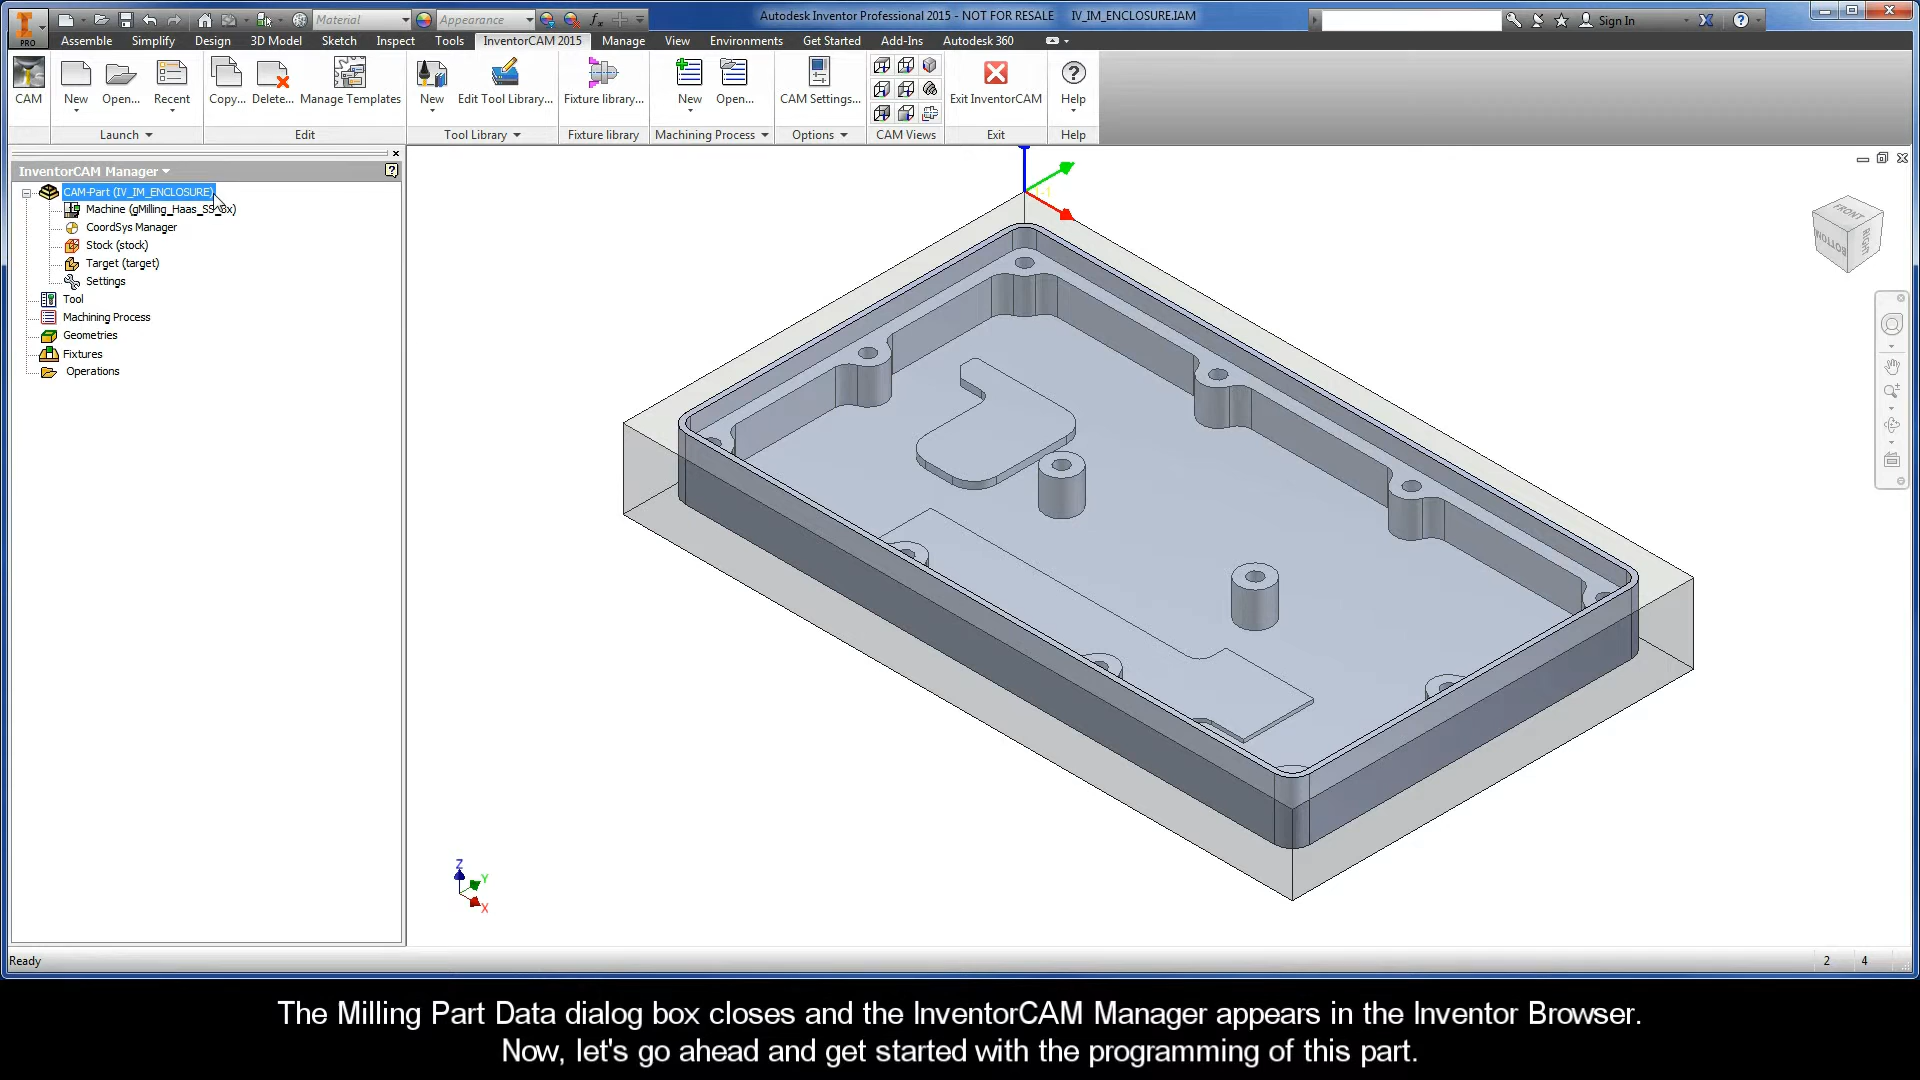 Material
Appearance
Autodesk Inventor Professional 2015 - NOT FOR RESALE IV_IM_ENCLOSURE.IAM
Sign In
PRO
Assemble Simplify Design 3D Model Sketch Inspect Tools InventorCAM 2015 Manage View Environments Get Started Add-Ins Autodesk 360
CAM New Open... Recent Copy... Delete... Manage Templates New Edit Tool Library... Fixture library... New Open... CAM Settings... Exit InventorCAM Help
Launch Edit Tool Library Fixture library Machining Process Options CAM Views Exit Help
InventorCAM Manager
CAM-Part (IV_IM_ENCLOSURE)
CoordSys Manager
Stock (stock)
Target (target)
Settings
Tool
Machining Process
Geometries
Fixtures
Operations
FRONT
BOTTOM
RIGHT
Z
Y
X
Ready
2 4
The Milling Part Data dialog box closes and the InventorCAM Manager appears in the Inventor Browser.
Now, let's go ahead and get started with the programming of this part.